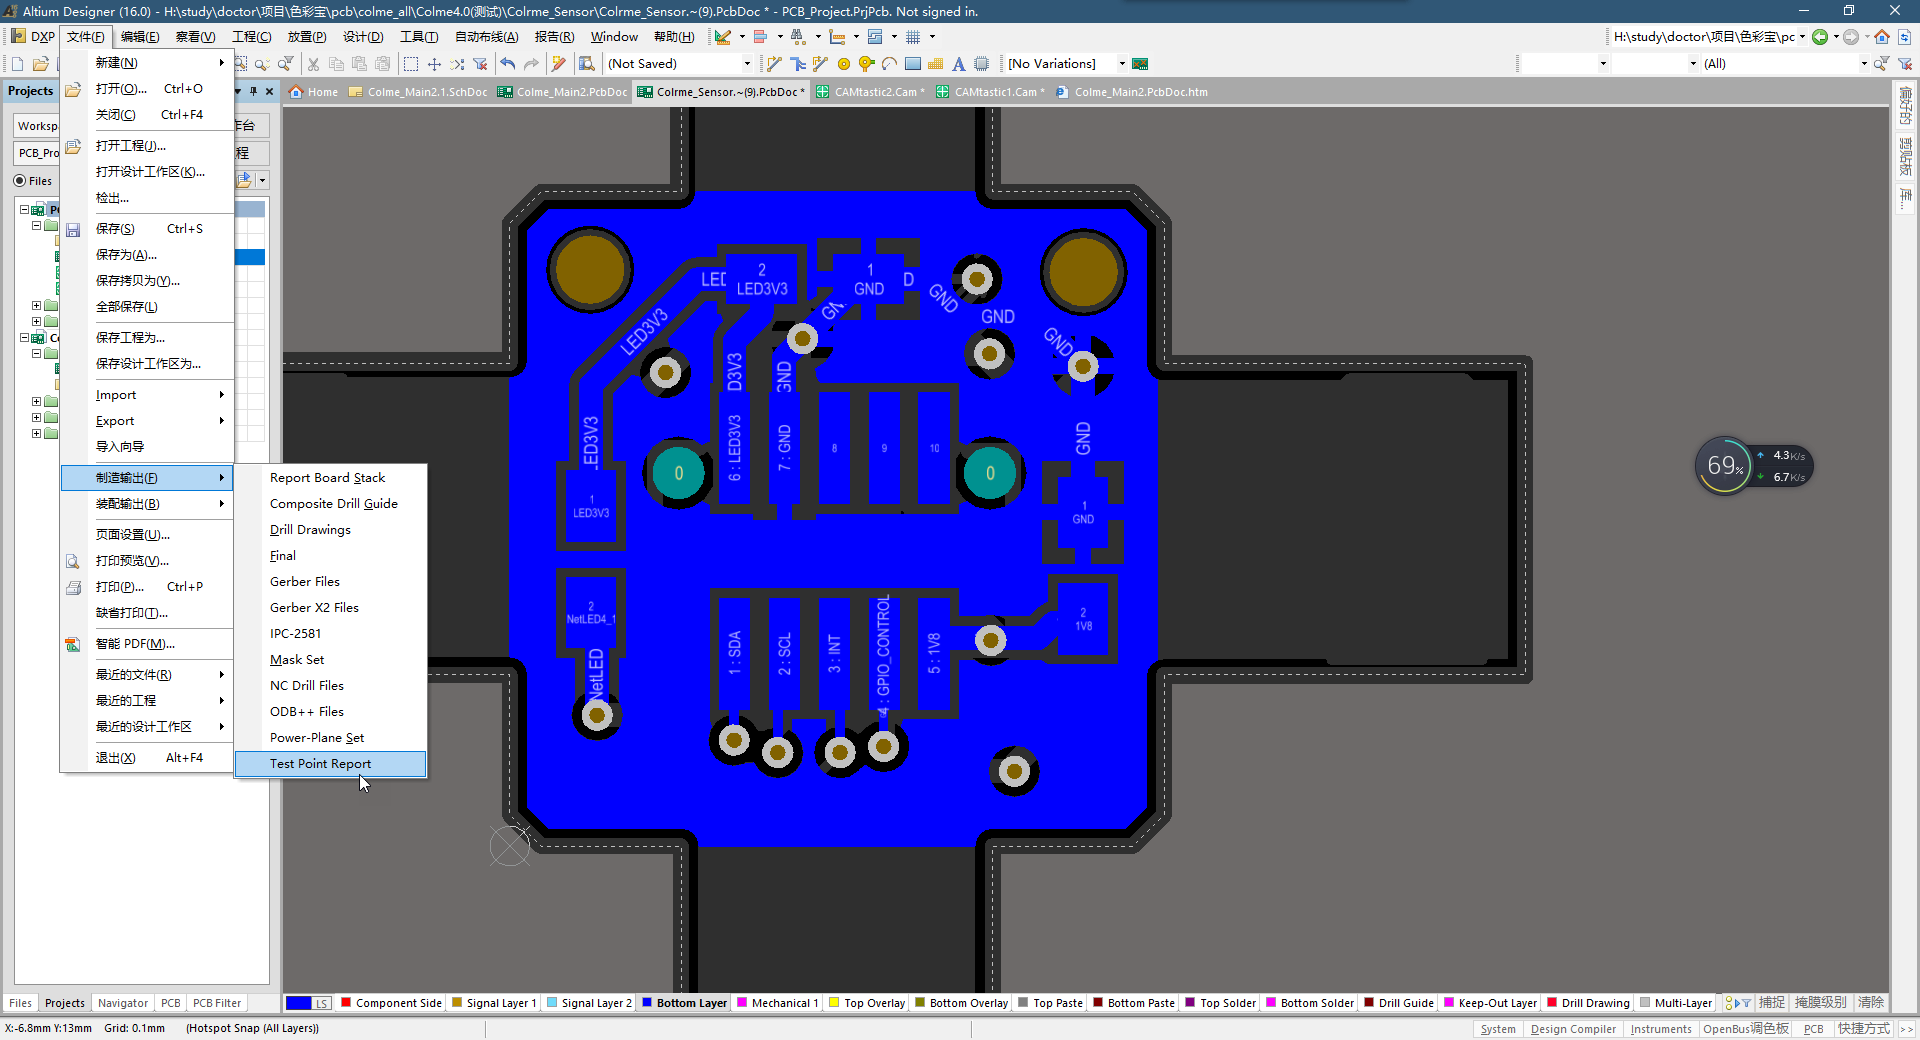 Altium Designer (16.0) - H:\study\doctor\项目\色彩宝\pcb\colme_all\Colme4.0(测试)\Colrme_Sensor\Colrme_Sensor.~(9).PcbDoc * - PCB_Project.PrjPcb. Not signed in.
DXP 文件(F) 编辑(E) 察看(V) 工程(C) 放置(P) 设计(D) 工具(T) 自动布线(A) 报告(R) Window 帮助(H)
H:\study\doctor\项目\色彩宝\pc
(Not Saved) [No Variations] (All)
Projects
Home Colme_Main2.1.SchDoc Colme_Main2.PcbDoc Colrme_Sensor.~(9).PcbDoc * CAMtastic2.Cam * CAMtastic1.Cam * Colme_Main2.PcbDoc.htm
Worksp 作台
PCB_Pro 程
Files
新建(N)
打开(O)... Ctrl+O
关闭(C) Ctrl+F4
打开工程(J)...
打开设计工作区(K)...
检出...
保存(S) Ctrl+S
保存为(A)...
保存拷贝为(Y)...
全部保存(L)
保存工程为...
保存设计工作区为...
Import
Export
导入向导
制造输出(F)
装配输出(B)
页面设置(U)...
打印预览(V)...
打印(P)... Ctrl+P
缺省打印(T)...
智能 PDF(M)...
最近的文件(R)
最近的工程
最近的设计工作区
退出(X) Alt+F4
Report Board Stack
Composite Drill Guide
Drill Drawings
Final
Gerber Files
Gerber X2 Files
IPC-2581
Mask Set
NC Drill Files
ODB++ Files
Power-Plane Set
Test Point Report
LED
2
LED3V3
1
GND
D
GND
GND
GND
LED3V3
D3V3
GND
LED3V3
GND
0
6 : LED3V3
7 : GND
8
9
10
0
1
LED3V3
1
GND
2
NetLED4_1
NetLED
1 : SDA
2 : SCL
3 : INT
4 : GPIO_CONTROL
5 : 1V8
2
1V8
69%
4.3K/s
6.7K/s
偏好的
剪贴板
库...
Files Projects Navigator PCB PCB Filter
LS Component Side Signal Layer 1 Signal Layer 2 Bottom Layer Mechanical 1 Top Overlay Bottom Overlay Top Paste Bottom Paste Top Solder Bottom Solder Drill Guide Keep-Out Layer Drill Drawing Multi-Layer 捕捉 掩膜级别 清除
X:-6.8mm Y:13mm Grid: 0.1mm (Hotspot Snap (All Layers))
System Design Compiler Instruments OpenBus调色板 PCB 快捷方式 >>